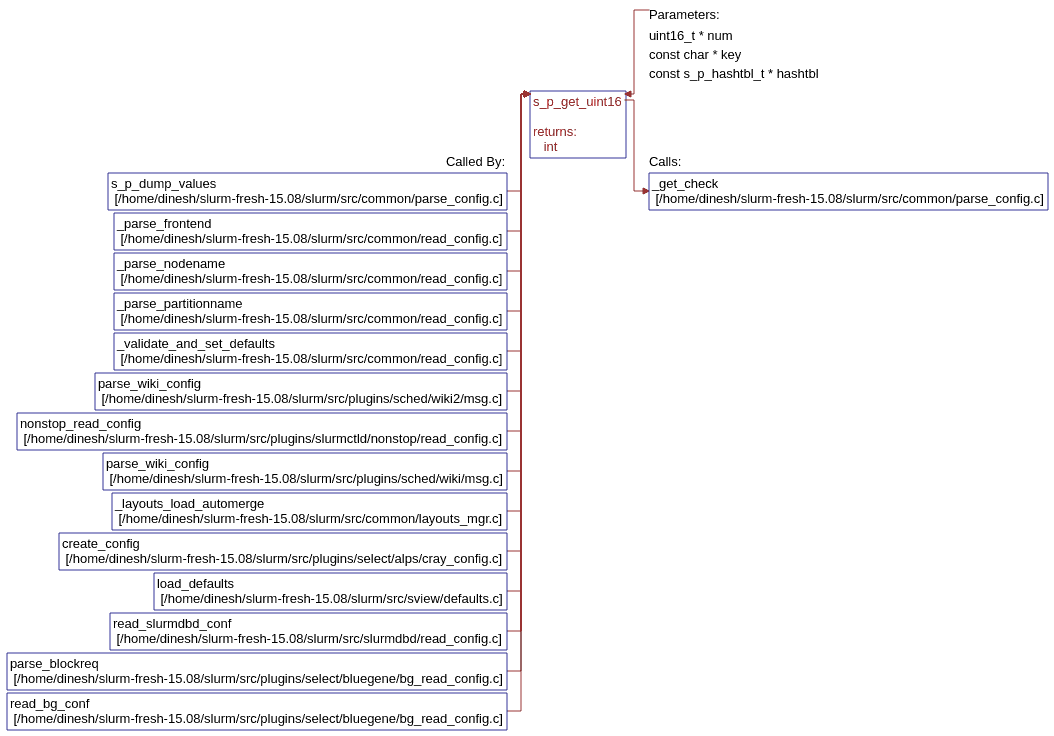 Parameters:
uint16_t * num
const char * key
const s_p_hashtbl_t * hashtbl
s_p_get_uint16
returns:
int
Called By:
s_p_dump_values
[/home/dinesh/slurm-fresh-15.08/slurm/src/common/parse_config.c]
_parse_frontend
[/home/dinesh/slurm-fresh-15.08/slurm/src/common/read_config.c]
_parse_nodename
[/home/dinesh/slurm-fresh-15.08/slurm/src/common/read_config.c]
_parse_partitionname
[/home/dinesh/slurm-fresh-15.08/slurm/src/common/read_config.c]
_validate_and_set_defaults
[/home/dinesh/slurm-fresh-15.08/slurm/src/common/read_config.c]
parse_wiki_config
[/home/dinesh/slurm-fresh-15.08/slurm/src/plugins/sched/wiki2/msg.c]
nonstop_read_config
[/home/dinesh/slurm-fresh-15.08/slurm/src/plugins/slurmctld/nonstop/read_config.c]
parse_wiki_config
[/home/dinesh/slurm-fresh-15.08/slurm/src/plugins/sched/wiki/msg.c]
_layouts_load_automerge
[/home/dinesh/slurm-fresh-15.08/slurm/src/common/layouts_mgr.c]
create_config
[/home/dinesh/slurm-fresh-15.08/slurm/src/plugins/select/alps/cray_config.c]
load_defaults
[/home/dinesh/slurm-fresh-15.08/slurm/src/sview/defaults.c]
read_slurmdbd_conf
[/home/dinesh/slurm-fresh-15.08/slurm/src/slurmdbd/read_config.c]
parse_blockreq
[/home/dinesh/slurm-fresh-15.08/slurm/src/plugins/select/bluegene/bg_read_config.c]
read_bg_conf
[/home/dinesh/slurm-fresh-15.08/slurm/src/plugins/select/bluegene/bg_read_config.c]
Calls:
_get_check
[/home/dinesh/slurm-fresh-15.08/slurm/src/common/parse_config.c]